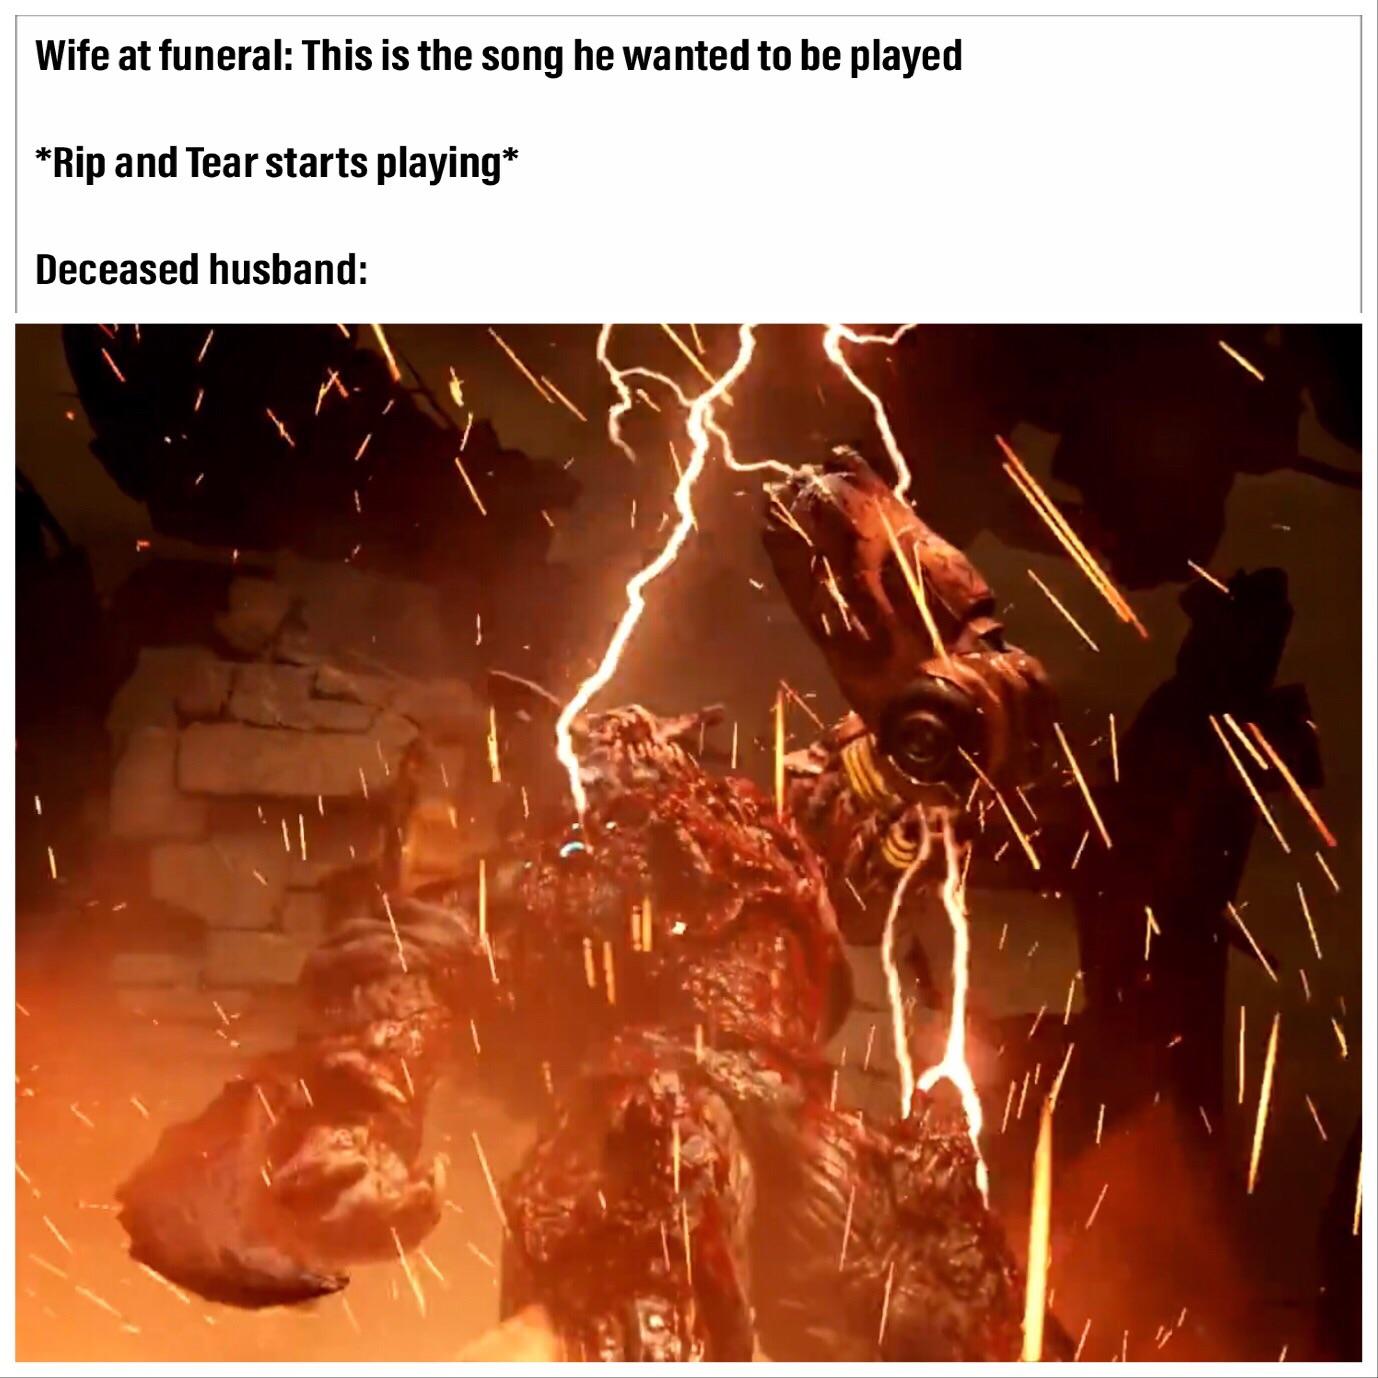 Wife at funeral: This is the song he wanted to be played
*Rip and Tear starts playing*
Deceased husband: